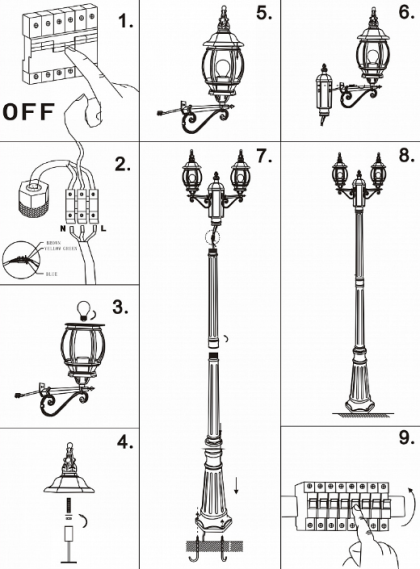 1.
OFF
2.
N L
BROWN
YELLOW GREEN
BLUE
3.
4.
5.
6.
7.
8.
9.